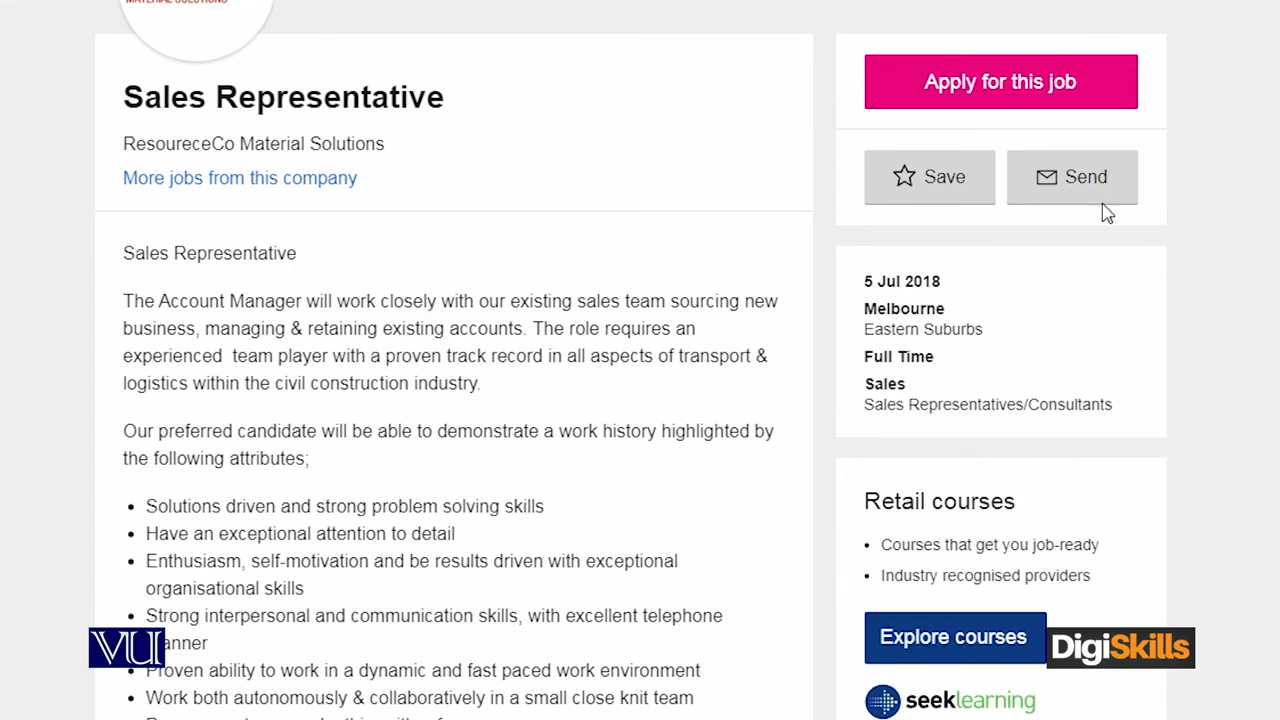 MATERIAL SOLUTIONS
Sales Representative
ResoureceCo Material Solutions
More jobs from this company
Sales Representative
The Account Manager will work closely with our existing sales team sourcing new
business, managing & retaining existing accounts. The role requires an
experienced team player with a proven track record in all aspects of transport &
logistics within the civil construction industry.
Our preferred candidate will be able to demonstrate a work history highlighted by
the following attributes;
• Solutions driven and strong problem solving skills
• Have an exceptional attention to detail
• Enthusiasm, self-motivation and be results driven with exceptional
organisational skills
• Strong interpersonal and communication skills, with excellent telephone
manner
• Proven ability to work in a dynamic and fast paced work environment
• Work both autonomously & collaboratively in a small close knit team
Apply for this job
Save
Send
5 Jul 2018
Melbourne
Eastern Suburbs
Full Time
Sales
Sales Representatives/Consultants
Retail courses
• Courses that get you job-ready
• Industry recognised providers
Explore courses
seeklearning
VU
DigiSkills